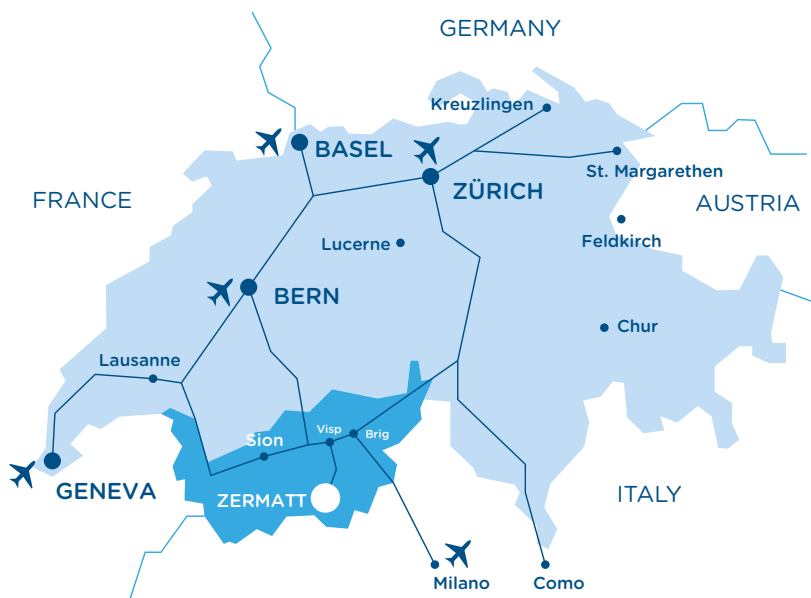 GERMANY
Kreuzlingen
BASEL
St. Margarethen
ZÜRICH
FRANCE
AUSTRIA
Lucerne
Feldkirch
BERN
Chur
Lausanne
Visp
Brig
Sion
GENEVA
ZERMATT
ITALY
Milano
Como